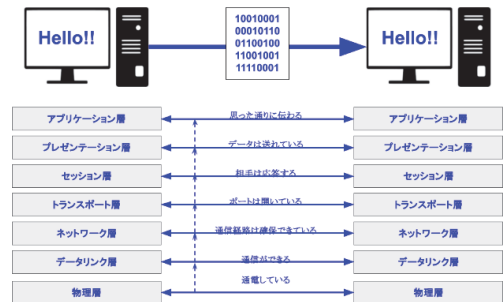 Hello!!
10010001
00010110
01100100
11001001
11110001
Hello!!
アプリケーション層
思った通りに伝わる
アプリケーション層
プレゼンテーション層
データは送れている
プレゼンテーション層
セッション層
相手は応答する
セッション層
トランスポート層
ポートは開いている
トランスポート層
ネットワーク層
通信経路は確保できている
ネットワーク層
データリンク層
通信ができる
データリンク層
通電している
物理層
物理層